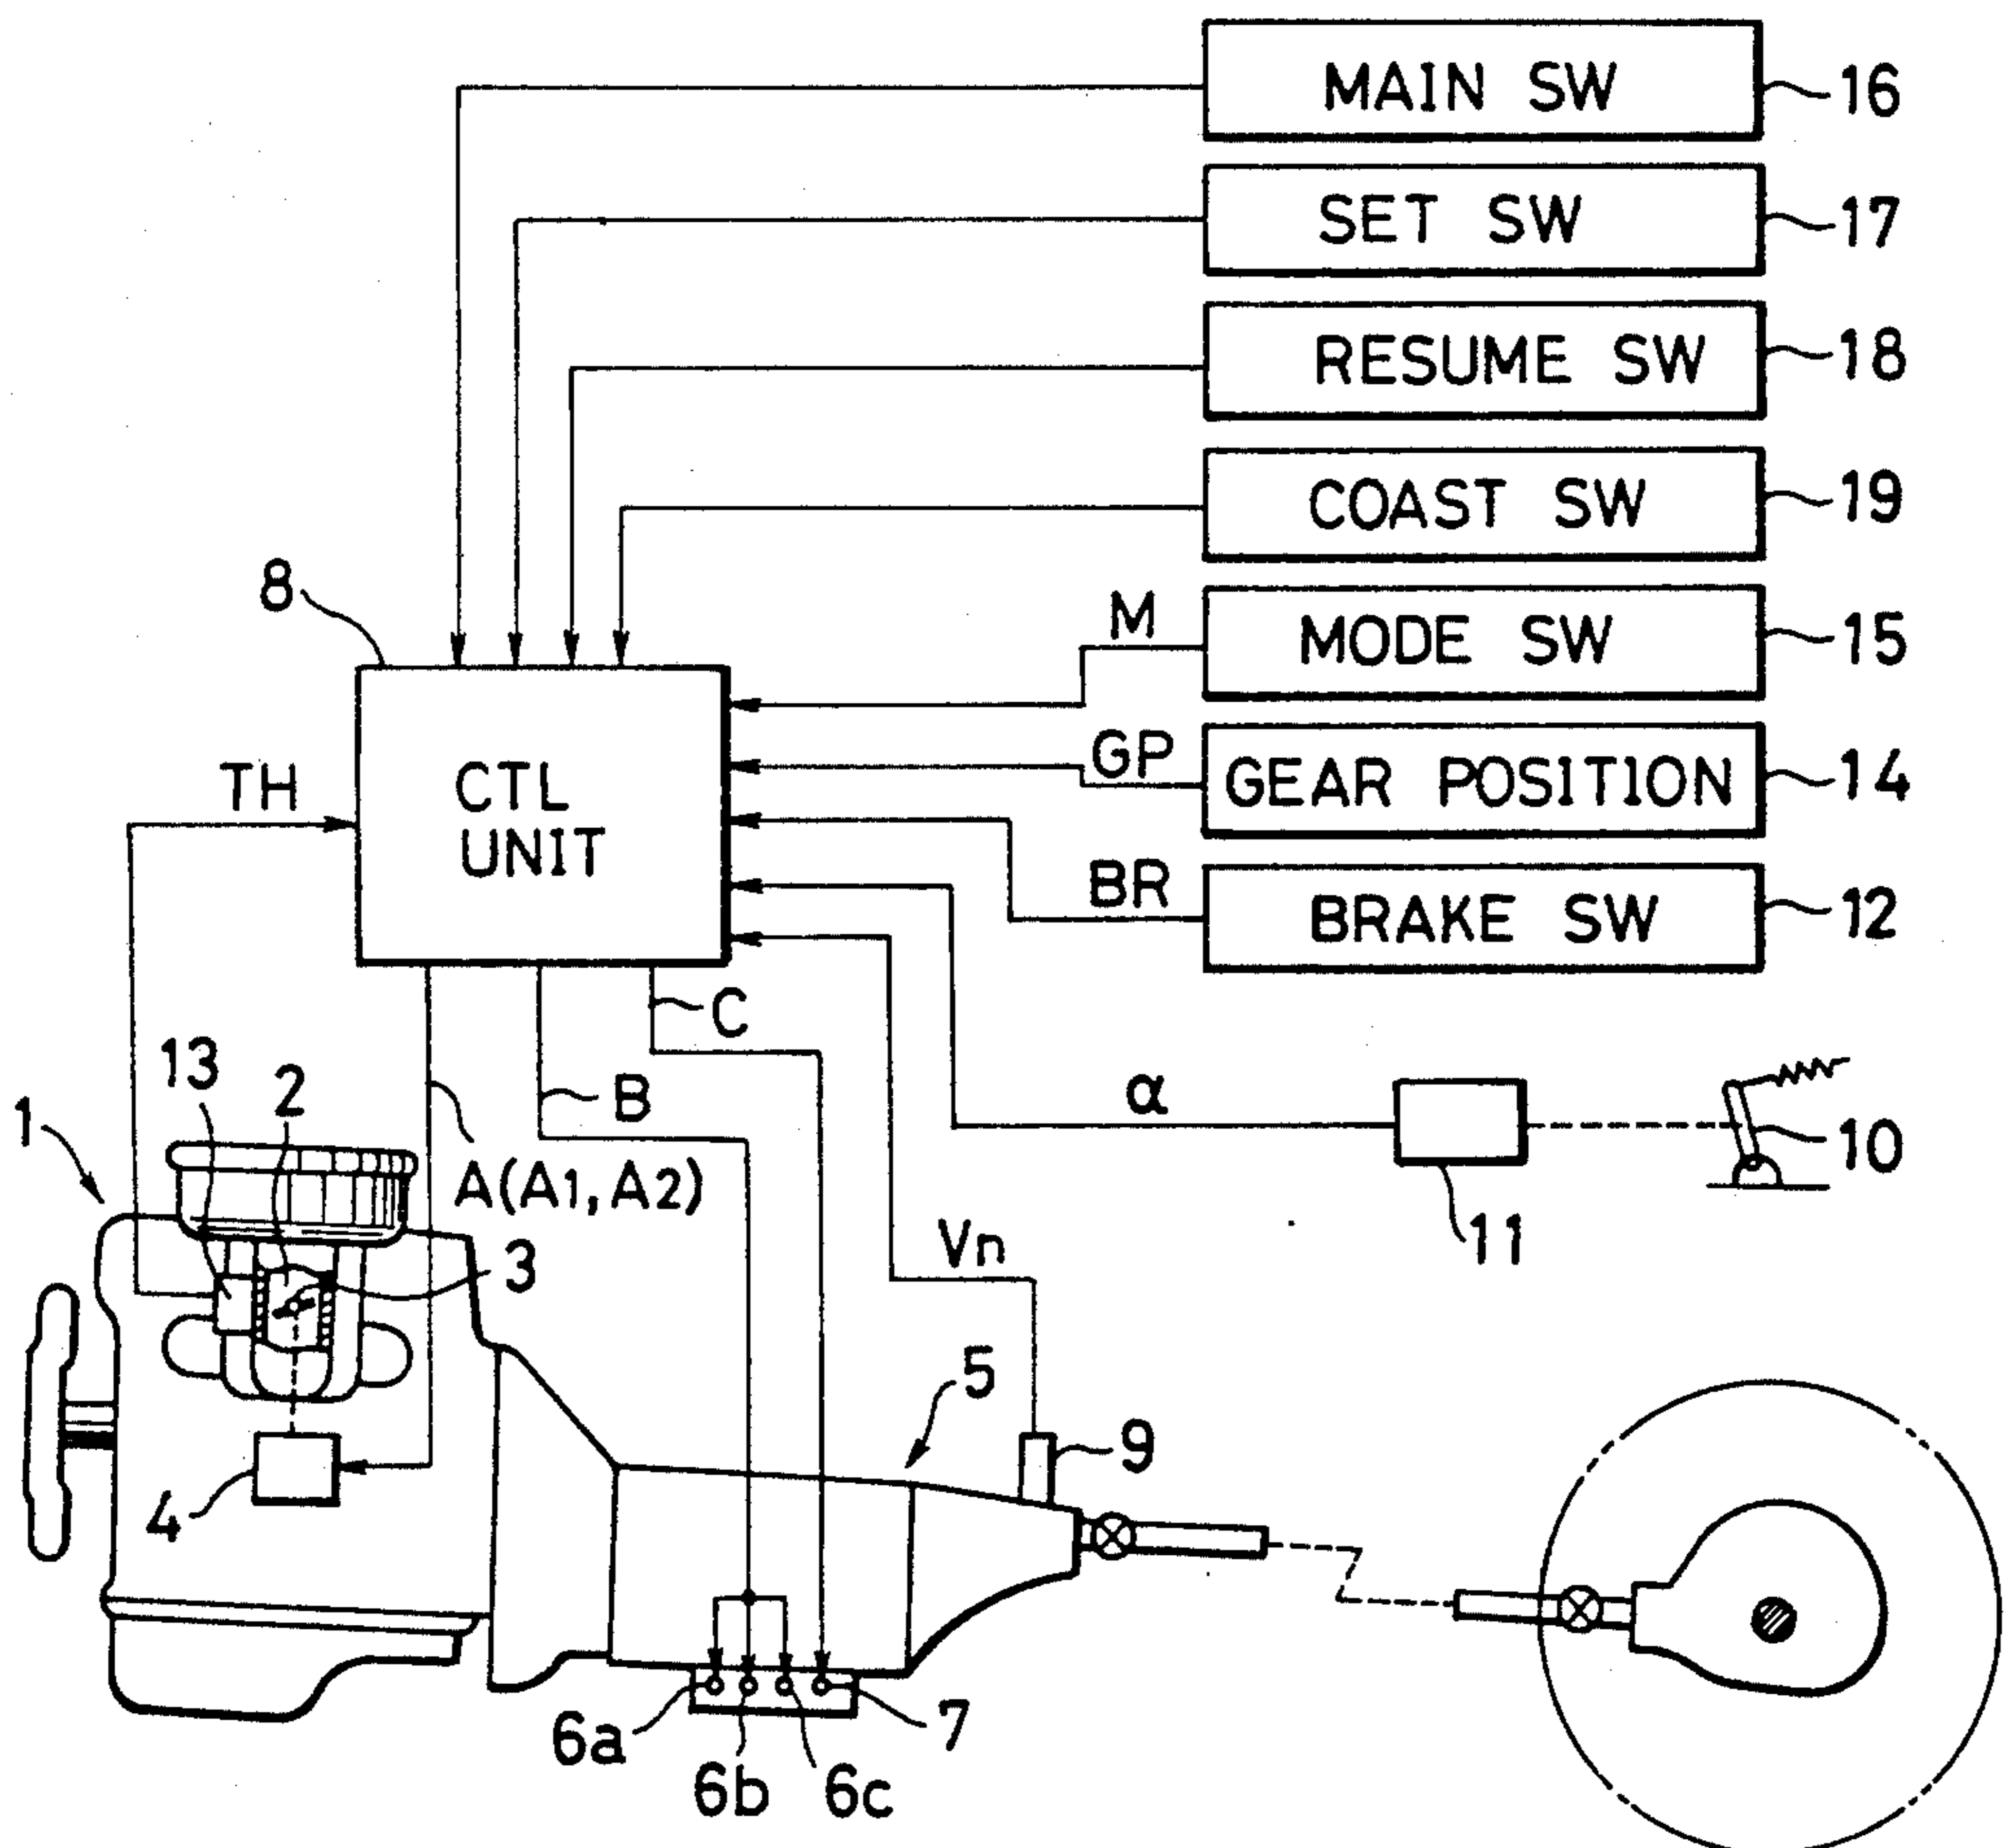 MAIN SW
16
SET SW
17
RESUME SW
18
COAST SW
19
8
M
MODE SW
15
TH
CTL
UNIT
GP
GEAR POSITION
14
BR
BRAKE SW
12
C
13
2
B
α
1
10
A(A1, A2)
11
Vn
3
5
9
4
6a
7
6b
6c